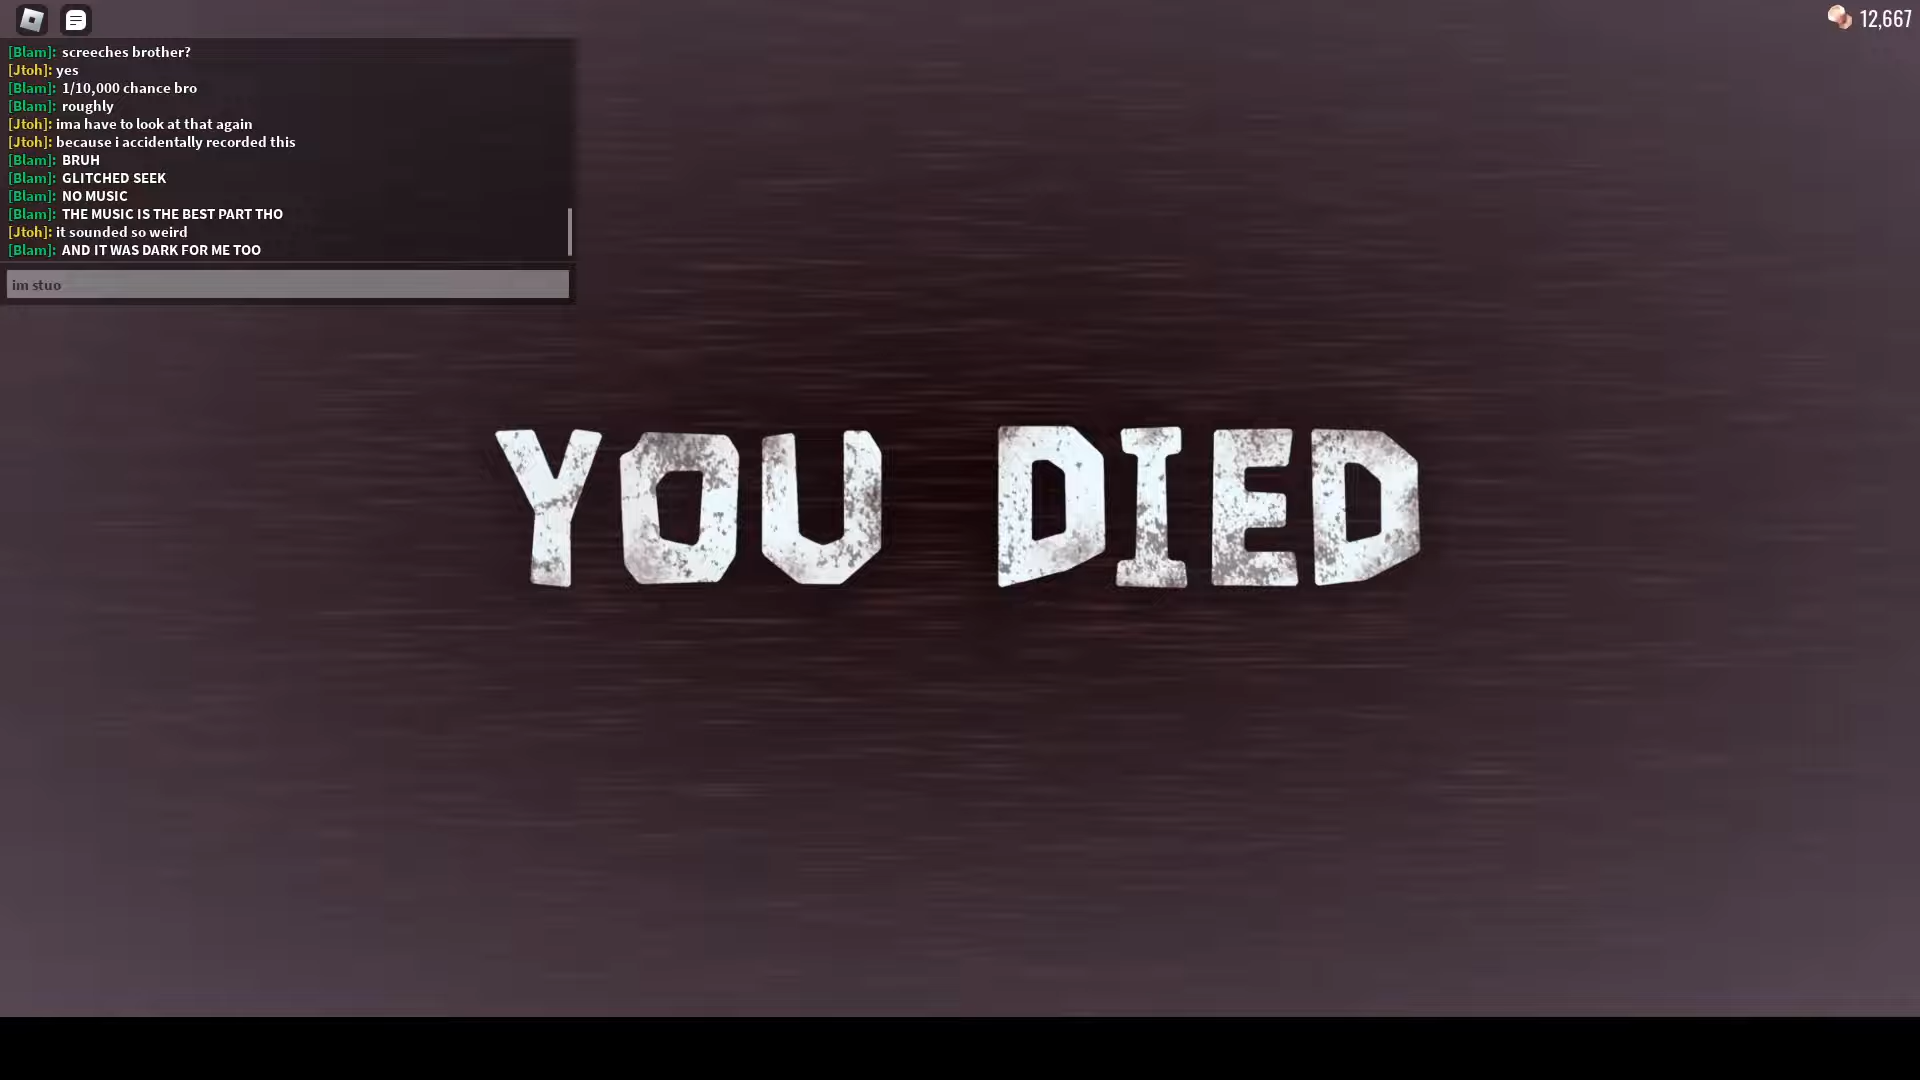 12,667
[Blam]: screeches brother?
[Jtoh]: yes
[Blam]: 1/10,000 chance bro
[Blam]: roughly
[Jtoh]: ima have to look at that again
[Jtoh]: because i accidentally recorded this
[Blam]: BRUH
[Blam]: GLITCHED SEEK
[Blam]: NO MUSIC
[Blam]: THE MUSIC IS THE BEST PART THO
[Jtoh]: it sounded so weird
[Blam]: AND IT WAS DARK FOR ME TOO
im stuo
YOU DIED